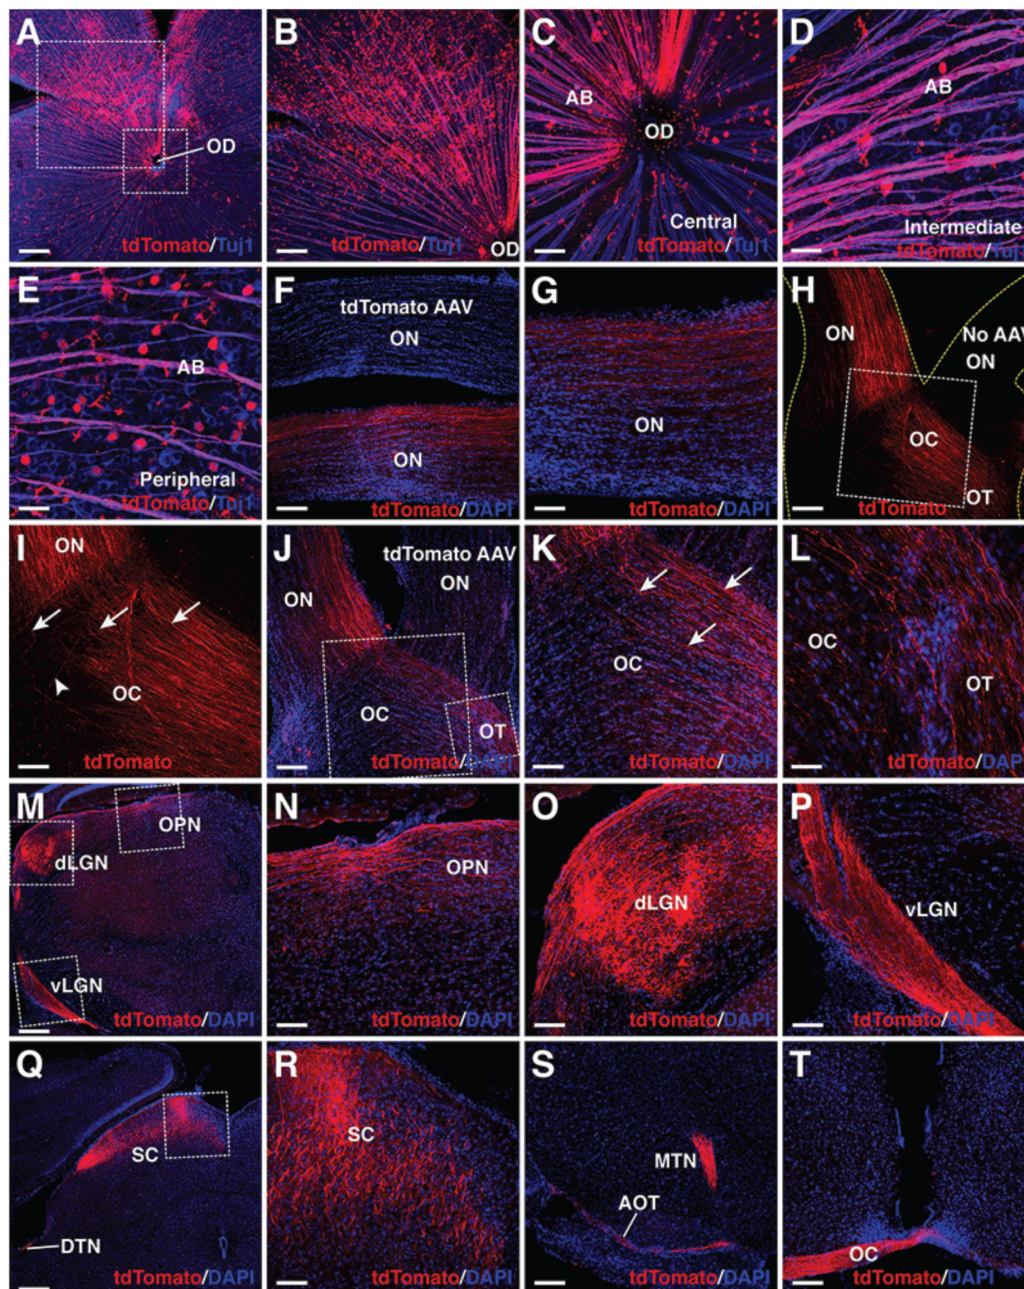 A
OD
tdTomato/Tuj1
B
OD
tdTomato/Tuj1
C
AB
OD
Central
tdTomato/Tuj1
D
AB
Intermediate
tdTomato/Tuj
E
AB
Peripheral
tdTomato/Tuj1
F
tdTomato AAV
ON
ON
tdTomato/DAPI
G
ON
tdTomato/DAPI
H
ON
No AAV
ON
OC
OT
tdTomato
I
ON
OC
tdTomato
J
tdTomato AAV
ON
ON
OC
OT
tdTomato/DAPI
K
OC
tdTomato/DAPI
L
OC
OT
tdTomato/DAPI
M
OPN
dLGN
vLGN
tdTomato/DAPI
N
OPN
tdTomato/DAPI
O
dLGN
tdTomato/DAPI
P
vLGN
tdTomato/DAPI
Q
SC
DTN
tdTomato/DAPI
R
SC
tdTomato/DAPI
S
MTN
AOT
tdTomato/DAPI
T
OC
tdTomato/DAPI